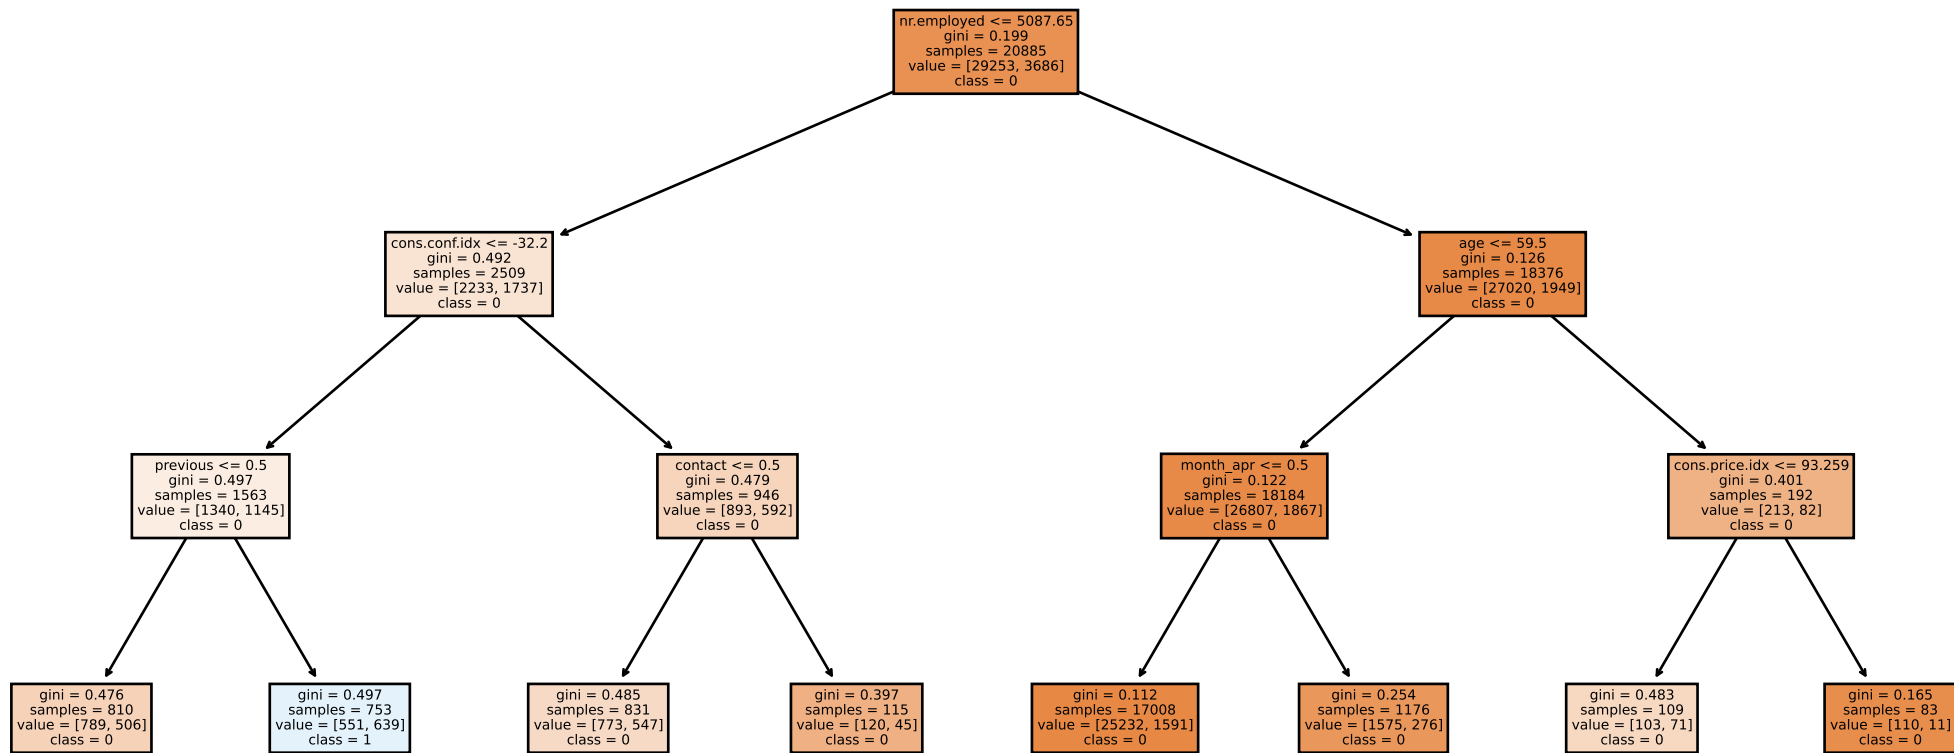 nr.employed <= 5087.65
gini = 0.199
samples = 20885
value = [29253, 3686]
class = 0
cons.conf.idx <= -32.2
gini = 0.492
samples = 2509
value = [2233, 1737]
class = 0
age <= 59.5
gini = 0.126
samples = 18376
value = [27020, 1949]
class = 0
previous <= 0.5
gini = 0.497
samples = 1563
value = [1340, 1145]
class = 0
contact <= 0.5
gini = 0.479
samples = 946
value = [893, 592]
class = 0
month_apr <= 0.5
gini = 0.122
samples = 18184
value = [26807, 1867]
class = 0
cons.price.idx <= 93.259
gini = 0.401
samples = 192
value = [213, 82]
class = 0
gini = 0.476
samples = 810
value = [789, 506]
class = 0
gini = 0.497
samples = 753
value = [551, 639]
class = 1
gini = 0.485
samples = 831
value = [773, 547]
class = 0
gini = 0.397
samples = 115
value = [120, 45]
class = 0
gini = 0.112
samples = 17008
value = [25232, 1591]
class = 0
gini = 0.254
samples = 1176
value = [1575, 276]
class = 0
gini = 0.483
samples = 109
value = [103, 71]
class = 0
gini = 0.165
samples = 83
value = [110, 11]
class = 0